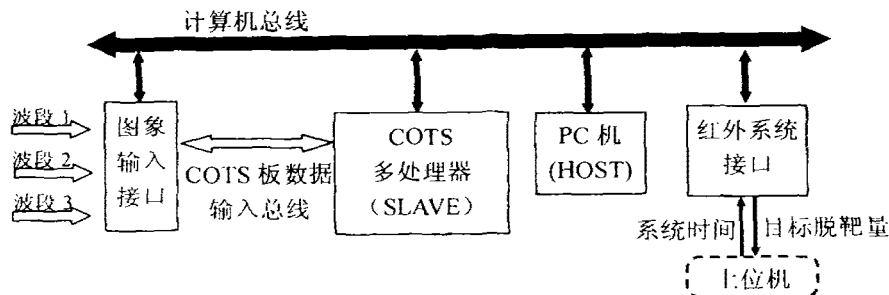 计算机总线
波段 1
波段 2
波段 3
图象
输入
接口
COTS 板数据
输入总线
COTS
多处理器
（SLAVE）
PC 机
(HOST)
红外系统
接口
系统时间
目标脱靶量
上位机